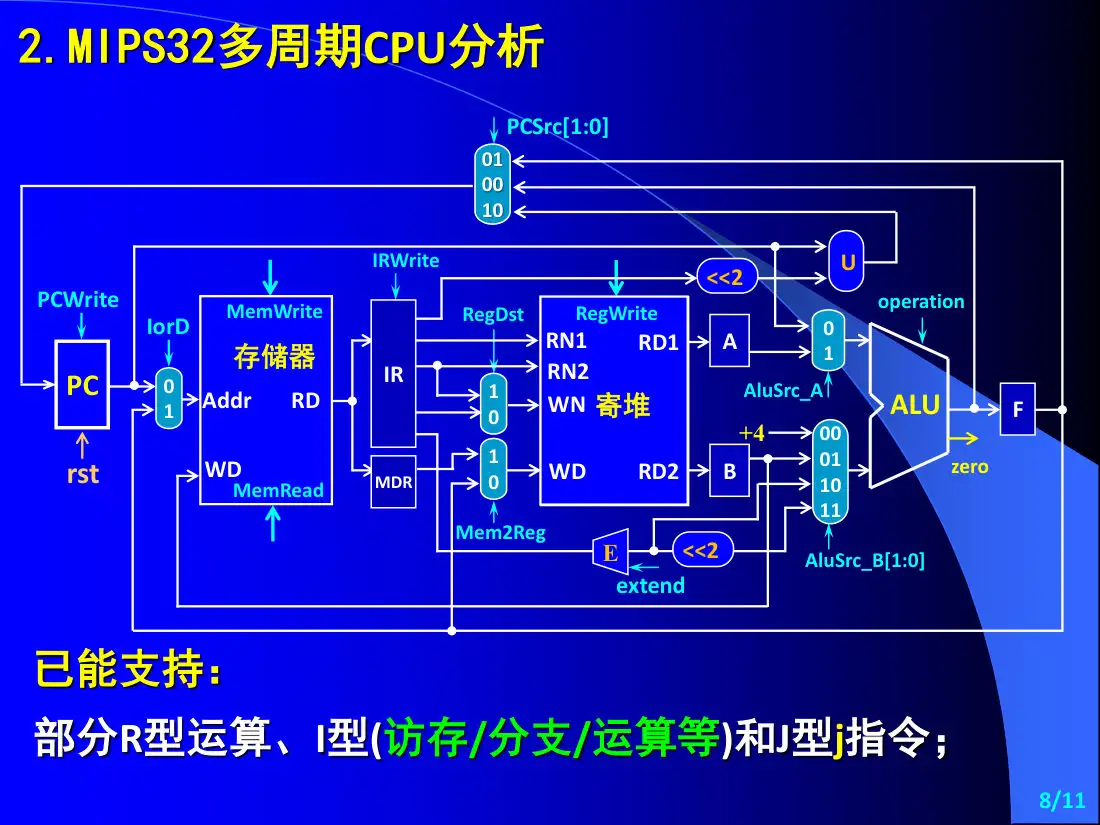 2.MIPS32多周期CPU分析
PCSrc[1:0]
01
00
10
IRWrite
<<2
U
PCWrite
IorD
MemWrite
RegDst
RegWrite
operation
存储器
RN1
RD1
A
0
1
PC
0
1
IR
RN2
AluSrc_A
Addr
RD
1
0
WN
寄堆
ALU
F
+4
00
01
10
11
rst
WD
MemRead
MDR
1
0
WD
RD2
B
zero
Mem2Reg
E
<<2
AluSrc_B[1:0]
extend
已能支持：
部分R型运算、I型(访存/分支/运算等)和J型j指令；
8/11